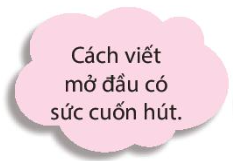 Cách viết
mở đầu có
sức cuốn hút.